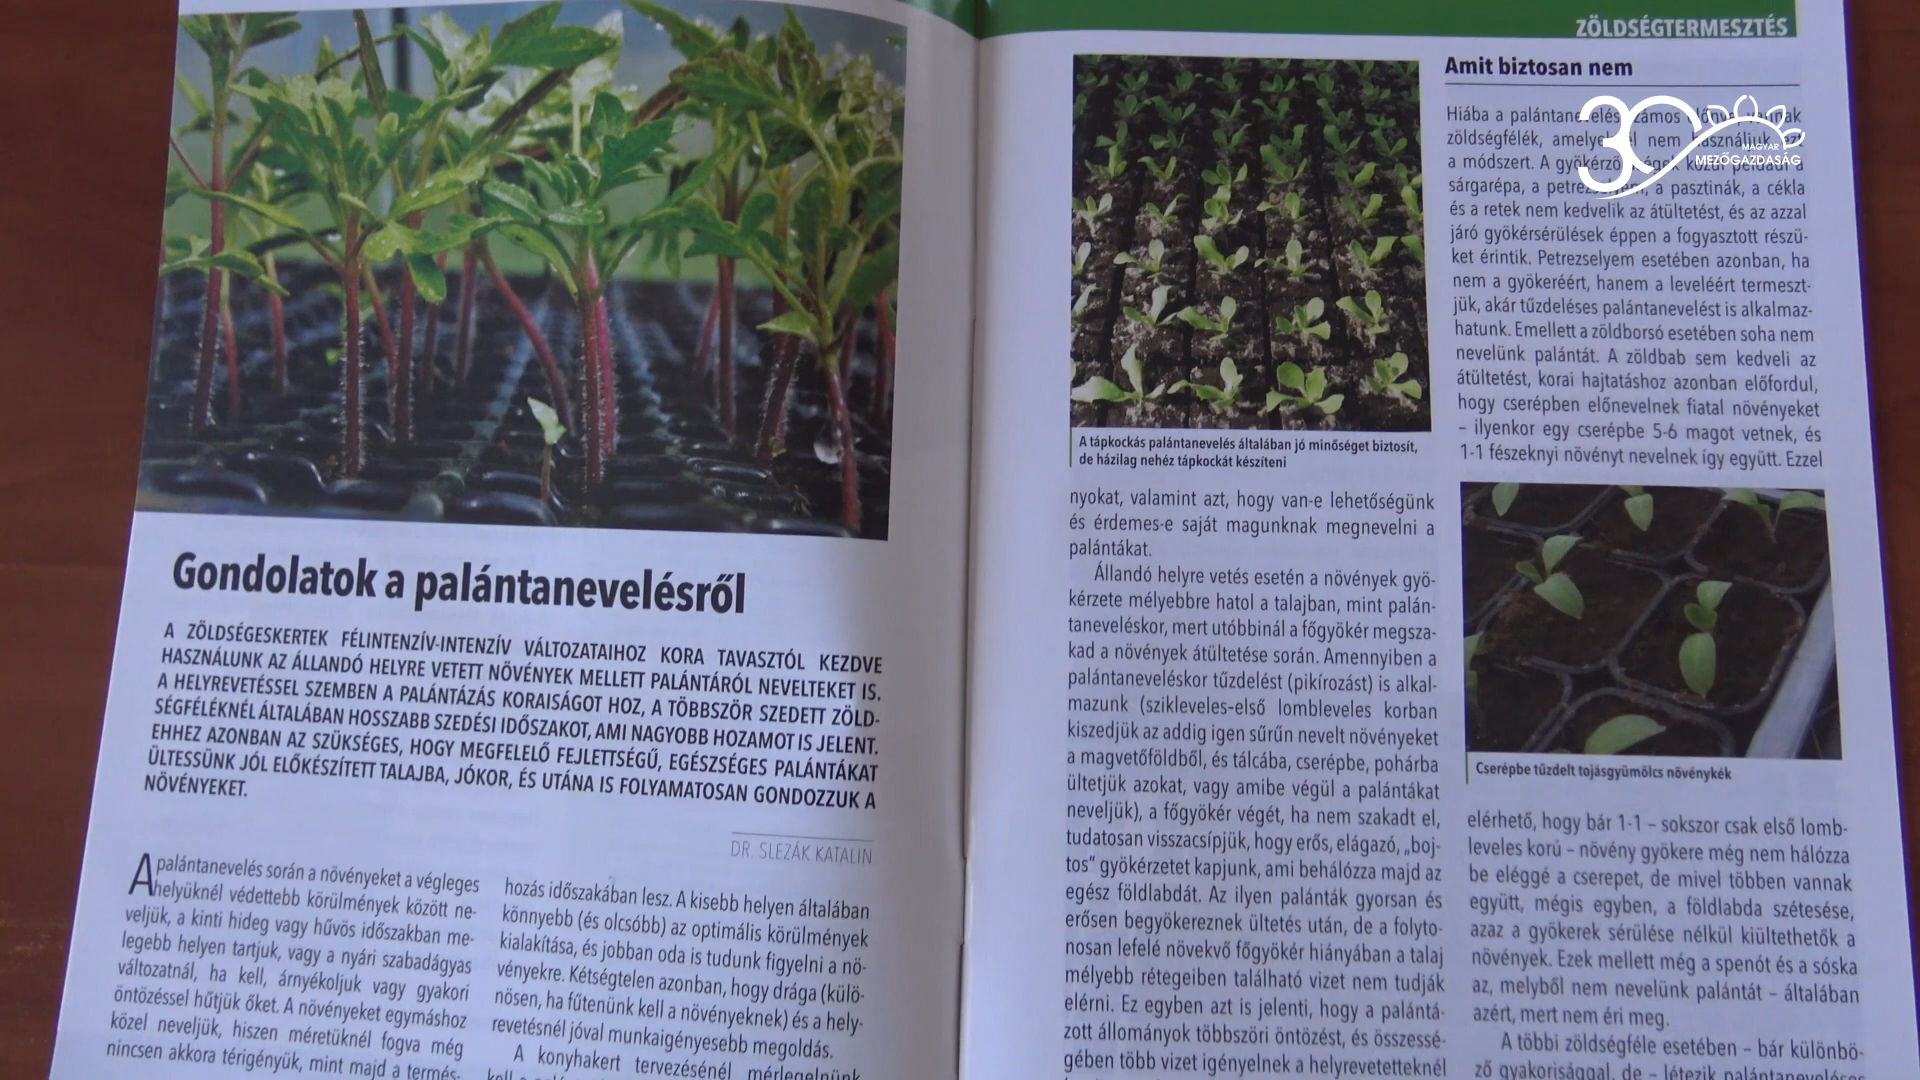 Gondolatok a palántanevelésről
A ZÖLDSÉGESKERTEK FÉLINTENZÍV-INTENZÍV VÁLTOZATAIHOZ KORA TAVASZTÓL KEZDVE
HASZNÁLUNK AZ ÁLLANDÓ HELYRE VETETT NÖVÉNYEK MELLETT PALÁNTÁRÓL NEVELTEKET IS.
A HELYREVETÉSSEL SZEMBEN A PALÁNTÁZÁS KORAISÁGOT HOZ, A TÖBBSZÖR SZEDETT ZÖLD-
SÉGFÉLÉKNÉL ÁLTALÁBAN HOSSZABB SZEDÉSI IDŐSZAKOT, AMI NAGYOBB HOZAMOT IS JELENT.
EHHEZ AZONBAN AZ SZÜKSÉGES, HOGY MEGFELELŐ FEJLETTSÉGŰ, EGÉSZSÉGES PALÁNTÁKAT
ÜLTESSÜNK JÓL ELŐKÉSZÍTETT TALAJBA, JÓKOR, ÉS UTÁNA IS FOLYAMATOSAN GONDOZZUK A
NÖVÉNYEKET.
DR. SLEZÁK KATALIN
A palántanevelés során a növényeket a végleges
helyüknél védettebb körülmények között ne-
veljük, a kinti hideg vagy hűvös időszakban me-
legebb helyen tartjuk, vagy a nyári szabadágyas
változatnál, ha kell, árnyékoljuk vagy gyakori
öntözéssel hűtjük őket. A növényeket egymáshoz
közel neveljük, hiszen méretüknél fogva még
nincsen akkora térigényük, mint majd a termés-
hozás időszakában lesz. A kisebb helyen általában
könnyebb (és olcsóbb) az optimális körülmények
kialakítása, és jobban oda is tudunk figyelni a nö-
vényekre. Kétségtelen azonban, hogy drága (külö-
nösen, ha fűtenünk kell a növényeknek) és a hely-
revetésnél jóval munkaigényesebb megoldás.
A konyhakert tervezésénél mérlegelnünk
ZÖLDSÉGTERMESZTÉS
A tápkockás palántanevelés általában jó minőséget biztosít,
de házilag nehéz tápkockát készíteni
nyokat, valamint azt, hogy van-e lehetőségünk
és érdemes-e saját magunknak megnevelni a
palántákat.
Állandó helyre vetés esetén a növények gyö-
kérzete mélyebbre hatol a talajban, mint palán-
taneveléskor, mert utóbbinál a főgyökér megsza-
kad a növények átültetése során. Amennyiben a
palántaneveléskor tűzdelést (pikírozást) is alkal-
mazunk (szikleveles-első lombleveles korban
kiszedjük az addig igen sűrűn nevelt növényeket
a magvetőföldből, és tálcába, cserépbe, pohárba
ültetjük azokat, vagy amibe végül a palántákat
neveljük), a főgyökér végét, ha nem szakadt el,
tudatosan visszacsípjük, hogy erős, elágazó, „boj-
tos” gyökérzetet kapjunk, ami behálózza majd az
egész földlabdát. Az ilyen palánták gyorsan és
erősen begyökereznek ültetés után, de a folyto-
nosan lefelé növekvő főgyökér hiányában a talaj
mélyebb rétegeiben található vizet nem tudják
elérni. Ez egyben azt is jelenti, hogy a palántá-
zott állományok többszöri öntözést, és összessé-
gében több vizet igényelnek a helyrevetetteknél
Amit biztosan nem
Hiába a palántanevelés számos előnye, vannak
zöldségfélék, amelyeknél nem használjuk ezt
a módszert. A gyökérzöldségek közül például a
sárgarépa, a petrezselyem, a pasztinák, a cékla
és a retek nem kedvelik az átültetést, és az azzal
járó gyökérsérülések éppen a fogyasztott részü-
ket érintik. Petrezselyem esetében azonban, ha
nem a gyökeréért, hanem a leveléért termeszt-
jük, akár tűzdeléses palántanevelést is alkalmaz-
hatunk. Emellett a zöldborsó esetében soha nem
nevelünk palántát. A zöldbab sem kedveli az
átültetést, korai hajtatáshoz azonban előfordul,
hogy cserépben előnevelnek fiatal növényeket
– ilyenkor egy cserépbe 5-6 magot vetnek, és
1-1 fészeknyi növényt nevelnek így együtt. Ezzel
Cserépbe tűzdelt tojásgyümölcs növénykék
elérhető, hogy bár 1-1 – sokszor csak első lomb-
leveles korú – növény gyökere még nem hálózza
be eléggé a cserepet, de mivel többen vannak
együtt, mégis egyben, a földlabda szétesése,
azaz a gyökerek sérülése nélkül kiültethetők a
növények. Ezek mellett még a spenót és a sóska
az, melyből nem nevelünk palántát – általában
azért, mert nem éri meg.
A többi zöldségféle esetében – bár különbö-
ző gyakorisággal, de – létezik palántaneveléses
30 MAGYAR
MEZŐGAZDASÁG